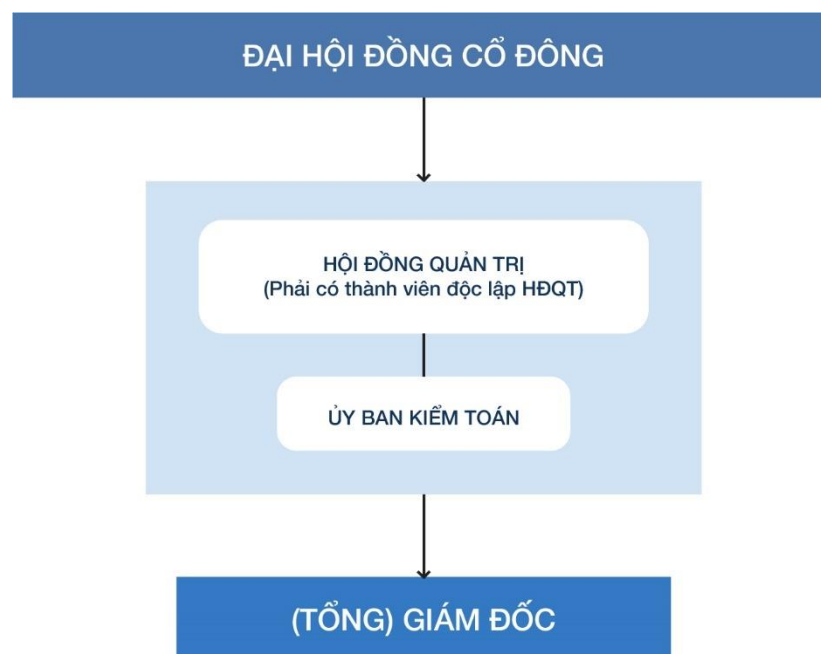 ĐẠI HỘI ĐỒNG CỔ ĐÔNG
HỘI ĐỒNG QUẢN TRỊ
(Phải có thành viên độc lập HĐQT)
ỦY BAN KIỂM TOÁN
(TỔNG) GIÁM ĐỐC